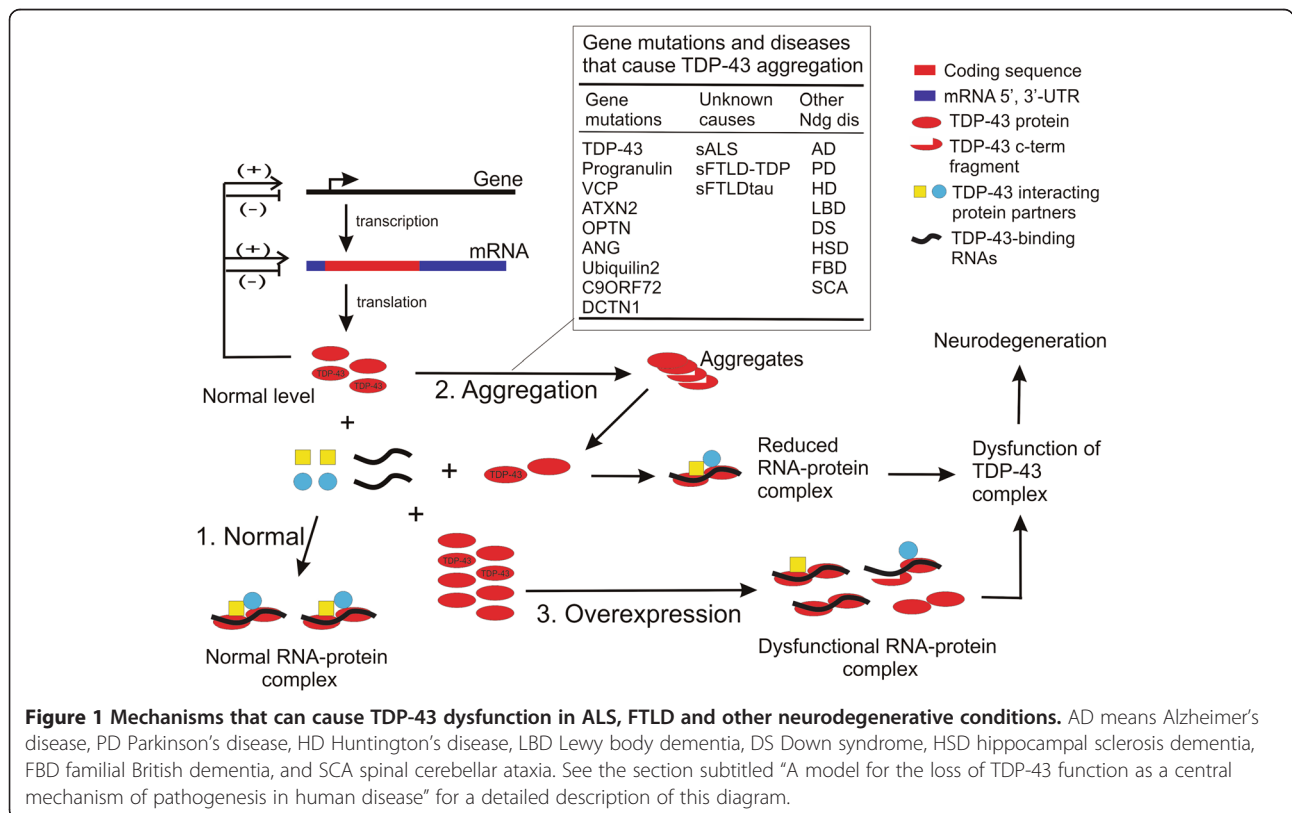 Gene mutations and diseases
that cause TDP-43 aggregation
Gene mutations
Unknown causes
Other Ndg dis
TDP-43 sALS AD
Progranulin sFTLD-TDP PD
VCP sFTLDtau HD
ATXN2 LBD
OPTN DS
ANG HSD
Ubiquilin2 FBD
C9ORF72 SCA
DCTN1
Coding sequence
mRNA 5', 3'-UTR
TDP-43 protein
TDP-43 c-term
fragment
TDP-43 interacting
protein partners
TDP-43-binding
RNAs
(+)
(-)
Gene
transcription
(+)
(-)
mRNA
translation
TDP-43
TDP-43
TDP-43
Normal level
2. Aggregation
Aggregates
Neurodegeneration
+
+
TDP-43
Reduced
RNA-protein
complex
Dysfunction of
TDP-43
complex
1. Normal
+
TDP-43
TDP-43
3. Overexpression
Normal RNA-protein
complex
Dysfunctional RNA-protein
complex
Figure 1 Mechanisms that can cause TDP-43 dysfunction in ALS, FTLD and other neurodegenerative conditions. AD means Alzheimer's
disease, PD Parkinson's disease, HD Huntington's disease, LBD Lewy body dementia, DS Down syndrome, HSD hippocampal sclerosis dementia,
FBD familial British dementia, and SCA spinal cerebellar ataxia. See the section subtitled "A model for the loss of TDP-43 function as a central
mechanism of pathogenesis in human disease" for a detailed description of this diagram.